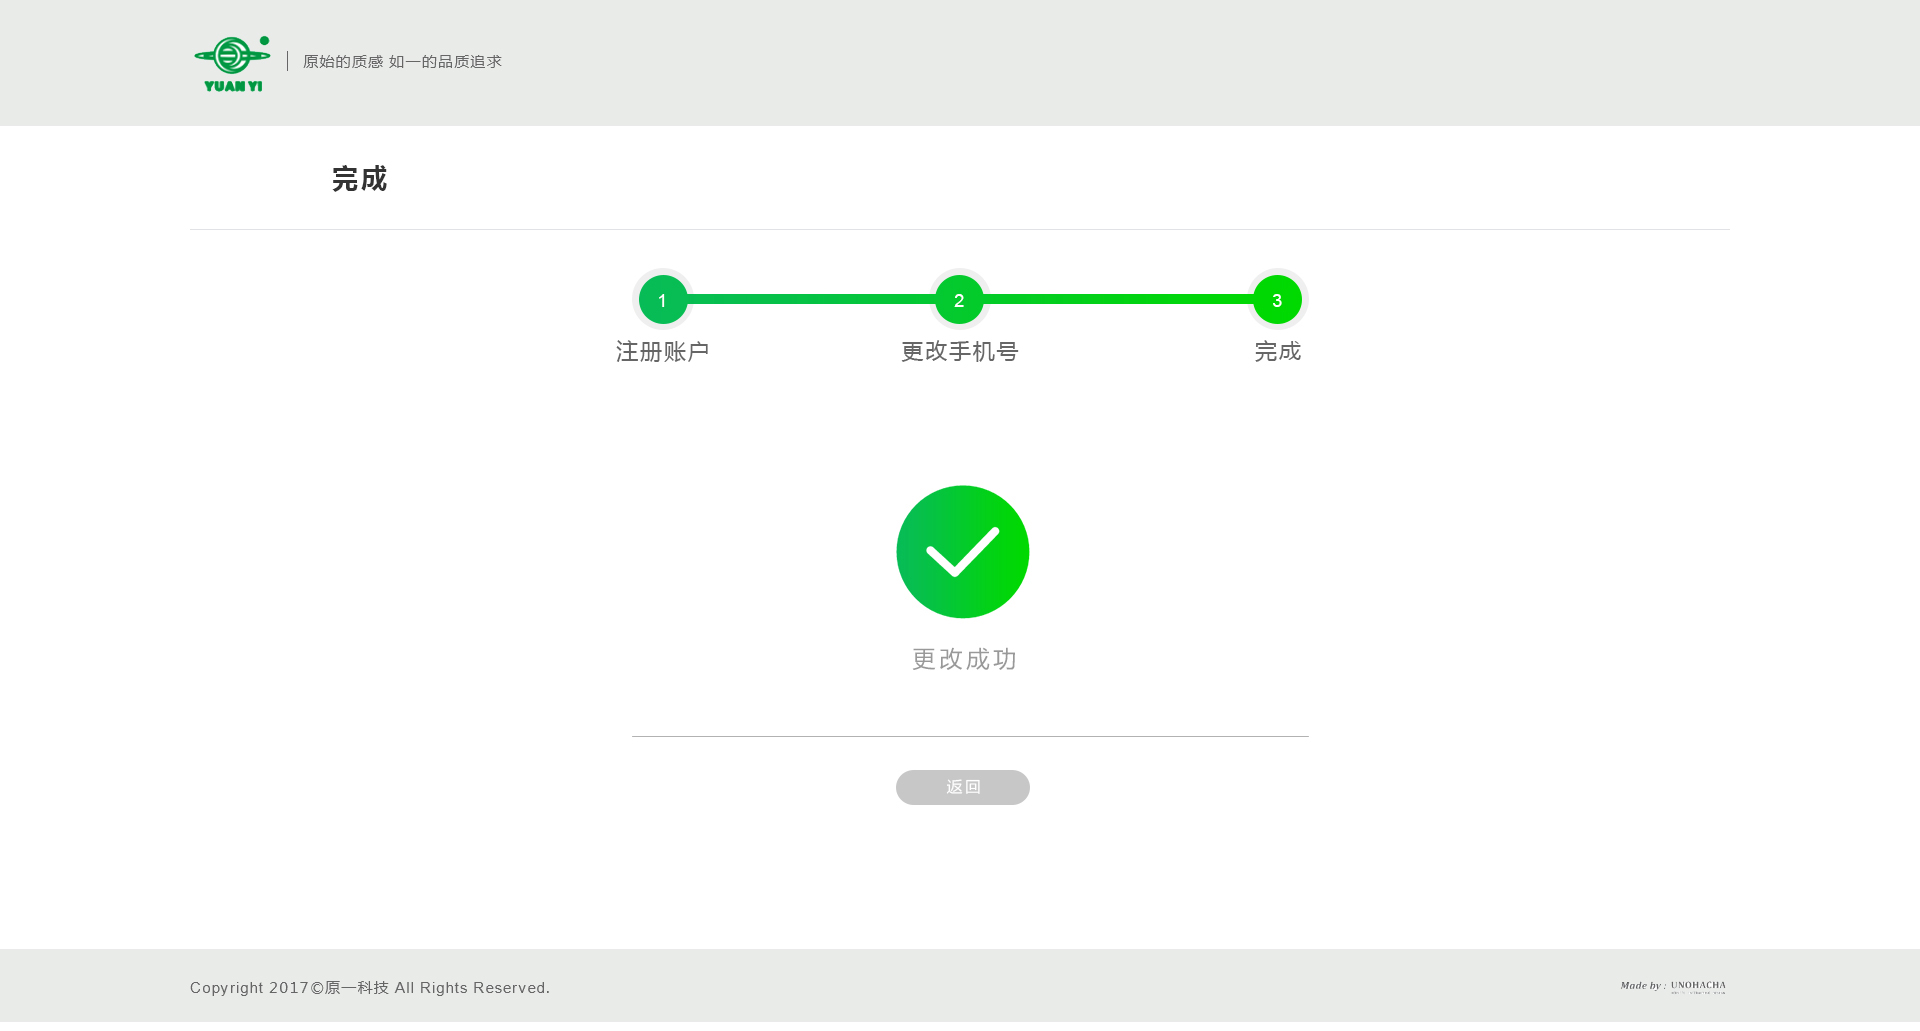 YUAN YI
原始的质感 如一的品质追求
完成
1 2 3
注册账户 更改手机号 完成
更改成功
返回
Copyright 2017©原一科技 All Rights Reserved.
Made by : UNOHACHA